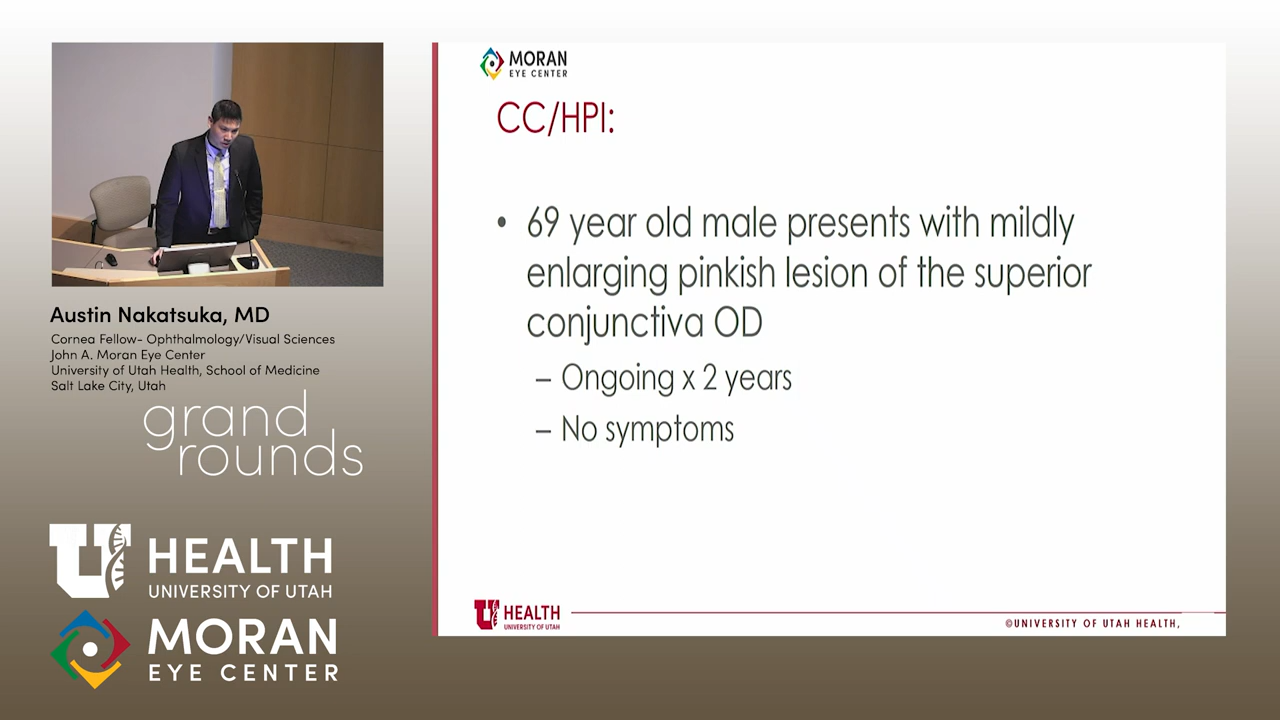 Austin Nakatsuka, MD
Cornea Fellow- Ophthalmology/Visual Sciences
John A. Moran Eye Center
University of Utah Health, School of Medicine
Salt Lake City, Utah
grand
rounds
U HEALTH
UNIVERSITY OF UTAH
MORAN
EYE CENTER
MORAN
EYE CENTER
CC/HPI:
• 69 year old male presents with mildly
enlarging pinkish lesion of the superior
conjunctiva OD
– Ongoing x 2 years
– No symptoms
U HEALTH
UNIVERSITY OF UTAH
©UNIVERSITY OF UTAH HEALTH,